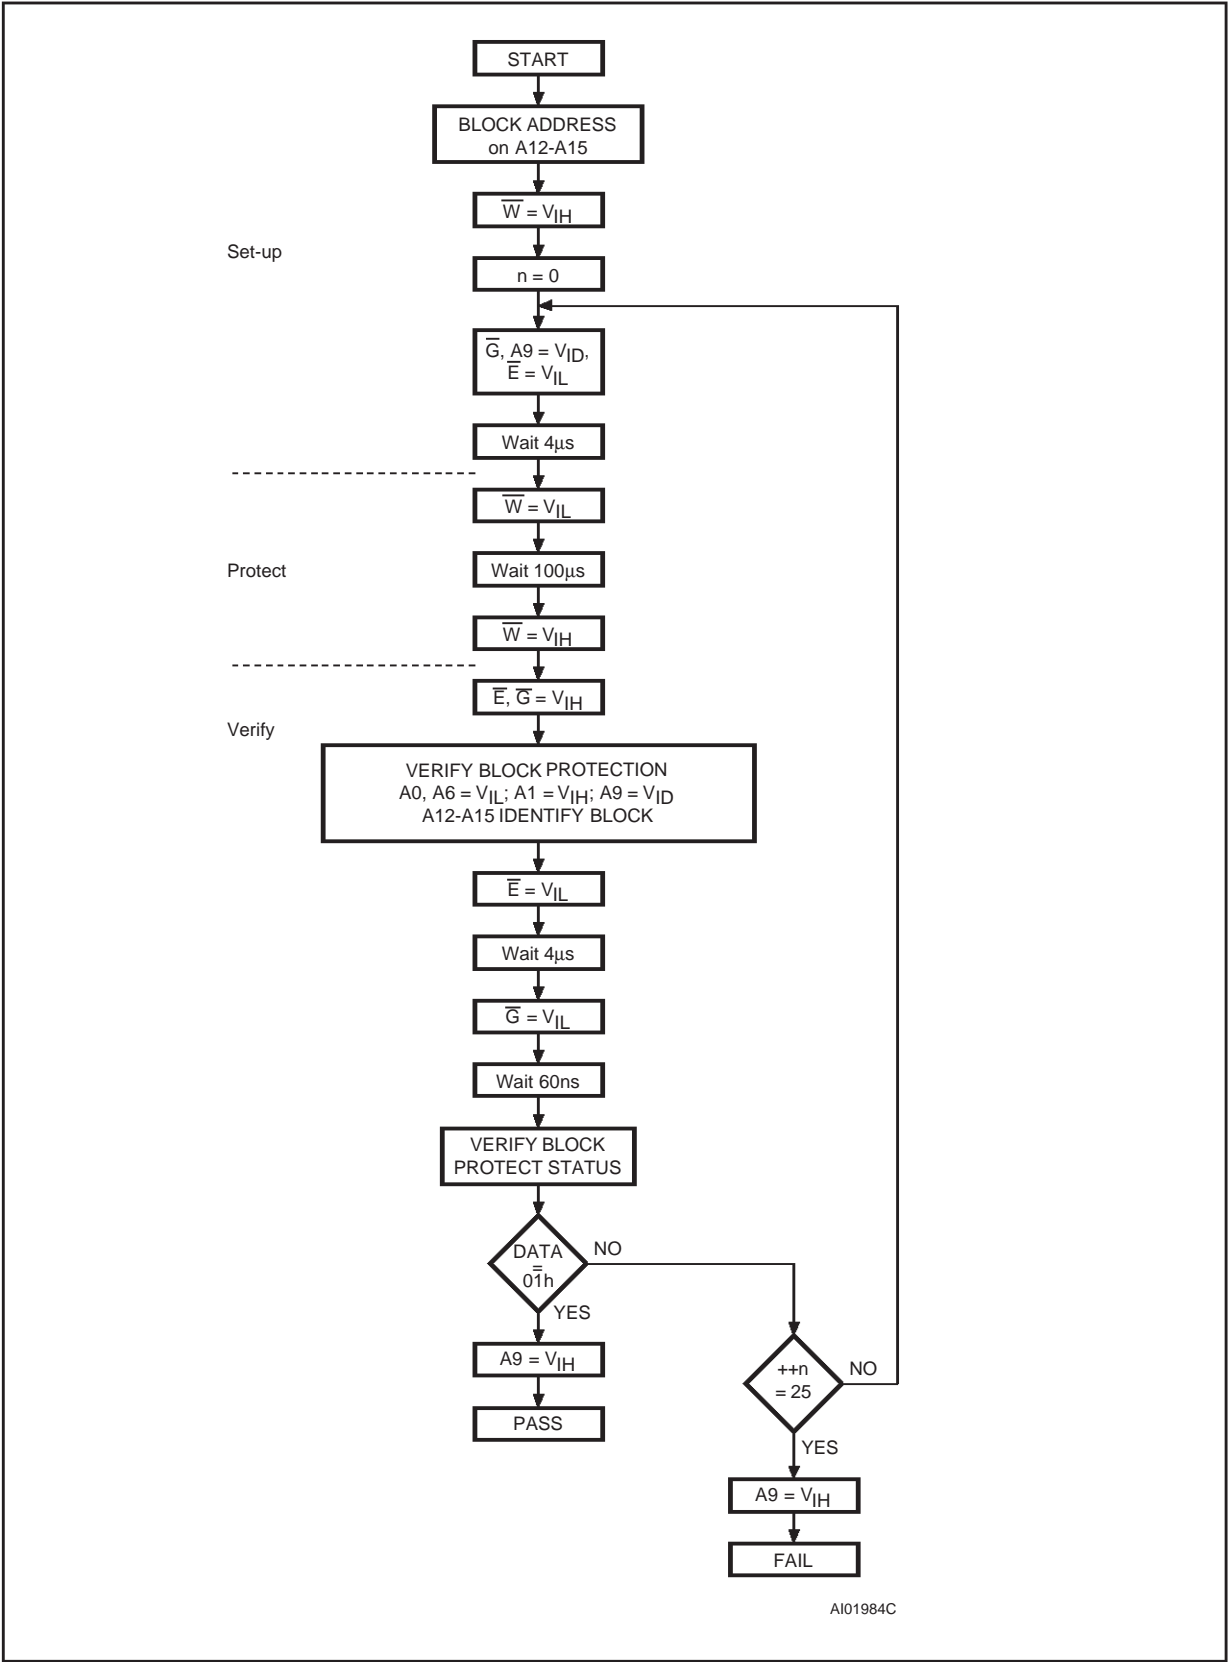 START
BLOCK ADDRESS
on A12-A15
W̅ = VIH
Set-up
n = 0
G̅, A9 = VID,
E̅ = VIL
Wait 4µs
W̅ = VIL
Protect
Wait 100µs
W̅ = VIH
E̅, G̅ = VIH
Verify
VERIFY BLOCK PROTECTION
A0, A6 = VIL; A1 = VIH; A9 = VID
A12-A15 IDENTIFY BLOCK
E̅ = VIL
Wait 4µs
G̅ = VIL
Wait 60ns
VERIFY BLOCK
PROTECT STATUS
DATA
=
01h
NO
YES
A9 = VIH
PASS
++n
= 25
NO
YES
A9 = VIH
FAIL
AI01984C